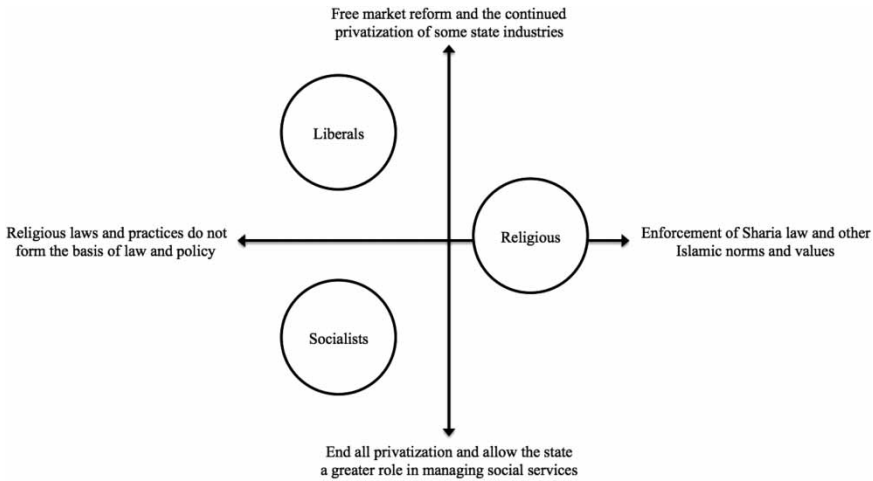 Free market reform and the continued
privatization of some state industries
Liberals
Religious laws and practices do not
form the basis of law and policy
Religious
Enforcement of Sharia law and other
Islamic norms and values
Socialists
End all privatization and allow the state
a greater role in managing social services